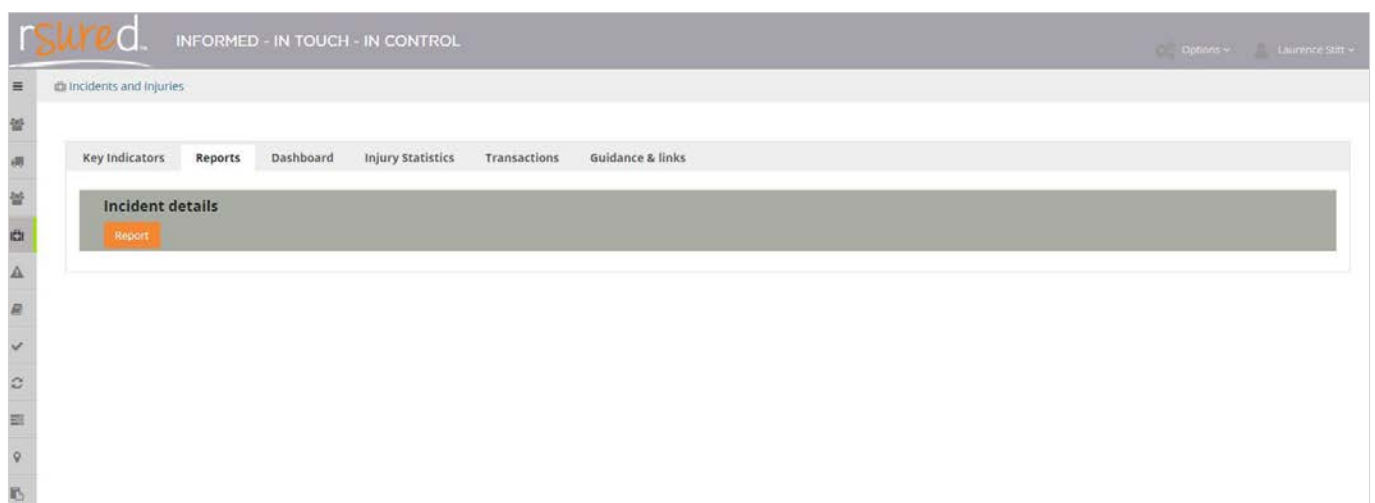 rsured™ INFORMED - IN TOUCH - IN CONTROL
Options Laurence Stitt
Incidents and Injuries
Key Indicators Reports Dashboard Injury Statistics Transactions Guidance & links
Incident details
Report